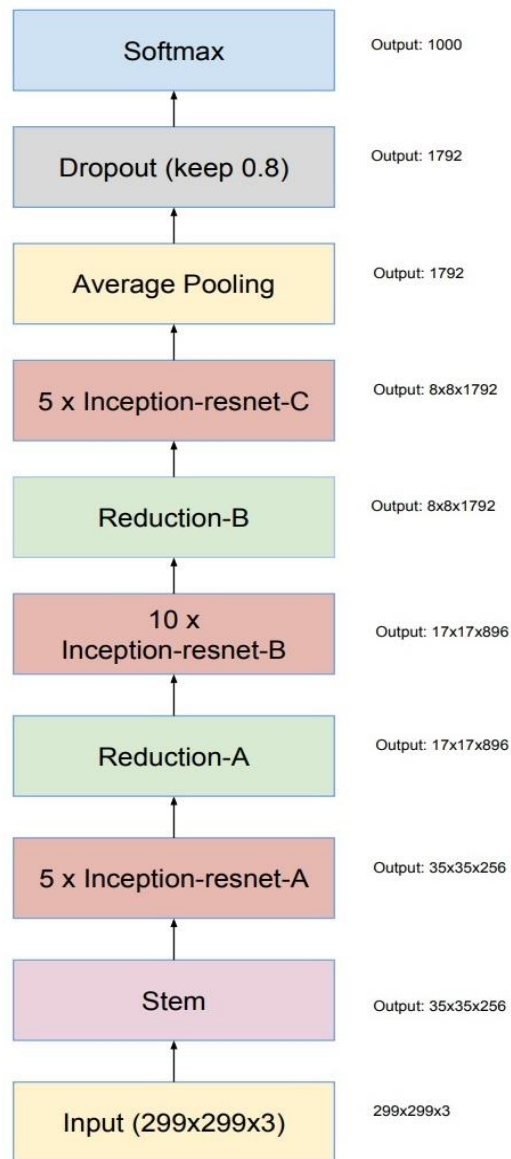 Softmax
Output: 1000
Dropout (keep 0.8)
Output: 1792
Average Pooling
Output: 1792
5 x Inception-resnet-C
Output: 8x8x1792
Reduction-B
Output: 8x8x1792
10 x
Inception-resnet-B
Output: 17x17x896
Reduction-A
Output: 17x17x896
5 x Inception-resnet-A
Output: 35x35x256
Stem
Output: 35x35x256
Input (299x299x3)
299x299x3